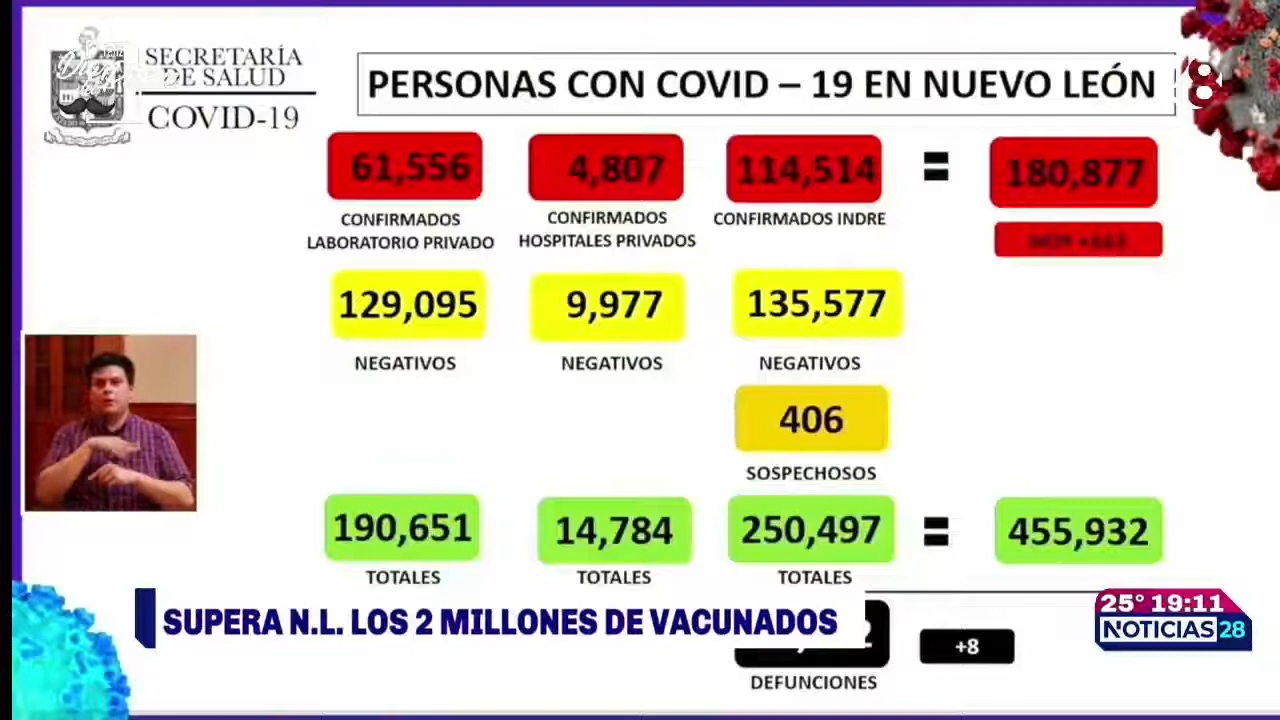 SECRETARÍA
DE SALUD
COVID-19
PERSONAS CON COVID – 19 EN NUEVO LEÓN
8
61,556
4,807
114,514
=
180,877
CONFIRMADOS
LABORATORIO PRIVADO
CONFIRMADOS
HOSPITALES PRIVADOS
CONFIRMADOS INDRE
129,095
9,977
135,577
NEGATIVOS
NEGATIVOS
NEGATIVOS
406
SOSPECHOSOS
190,651
14,784
250,497
=
455,932
TOTALES
TOTALES
TOTALES
SUPERA N.L. LOS 2 MILLONES DE VACUNADOS
25° 19:11
NOTICIAS 28
+8
DEFUNCIONES